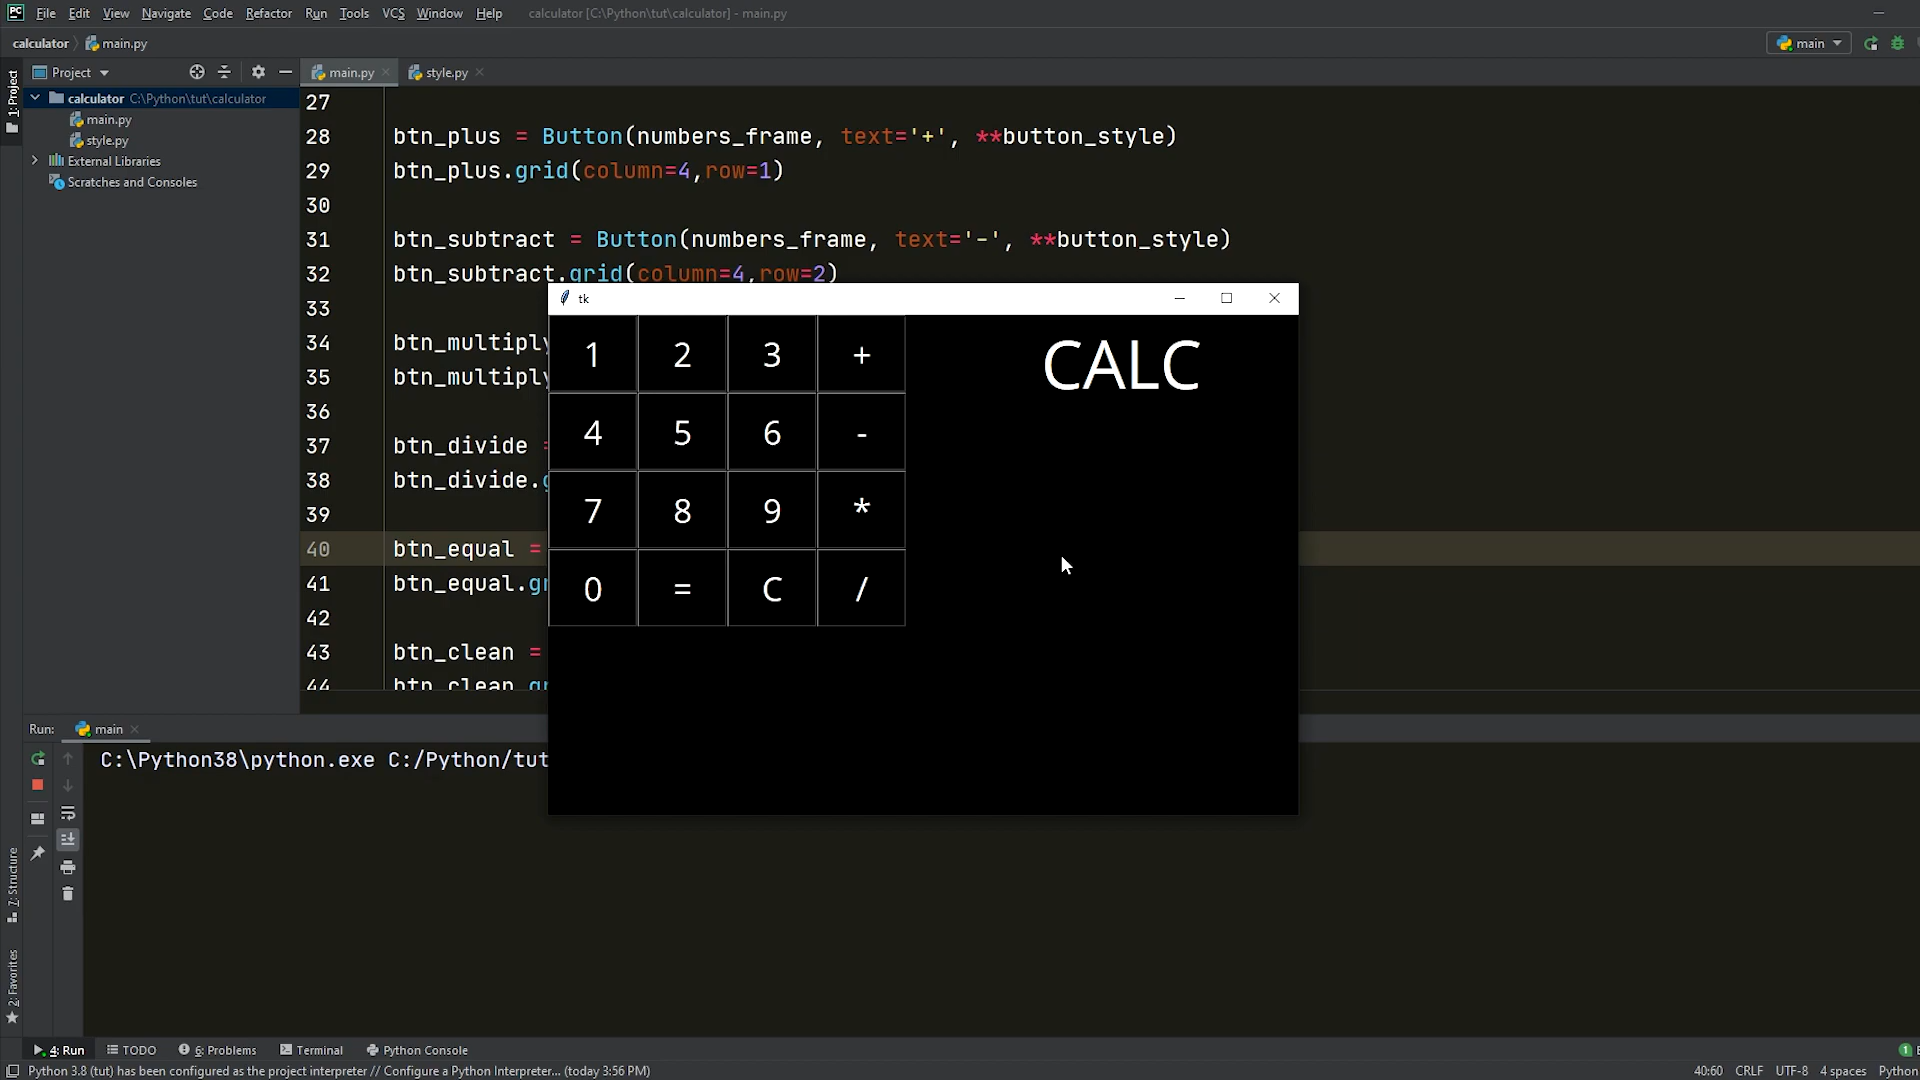 PC File Edit View Navigate Code Refactor Run Tools VCS Window Help calculator [C:\Python\tut\calculator] - main.py
calculator main.py main
1: Project
Project main.py style.py
calculator C:\Python\tut\calculator
main.py
style.py
External Libraries
Scratches and Consoles
27
28 btn_plus = Button(numbers_frame, text='+', **button_style)
29 btn_plus.grid(column=4,row=1)
30
31 btn_subtract = Button(numbers_frame, text='-', **button_style)
32 btn_subtract.grid(column=4,row=2)
33
34 btn_multiply
35 btn_multiply
36
37 btn_divide =
38 btn_divide.g
39
40 btn_equal =
41 btn_equal.gr
42
43 btn_clean =
44 btn_clean.gr
tk
1 2 3 +
4 5 6 -
7 8 9 *
0 = C /
CALC
Run: main
C:\Python38\python.exe C:/Python/tut
7: Structure
2: Favorites
4: Run TODO 6: Problems Terminal Python Console 1
Python 3.8 (tut) has been configured as the project interpreter // Configure a Python Interpreter... (today 3:56 PM) 40:60 CRLF UTF-8 4 spaces Python